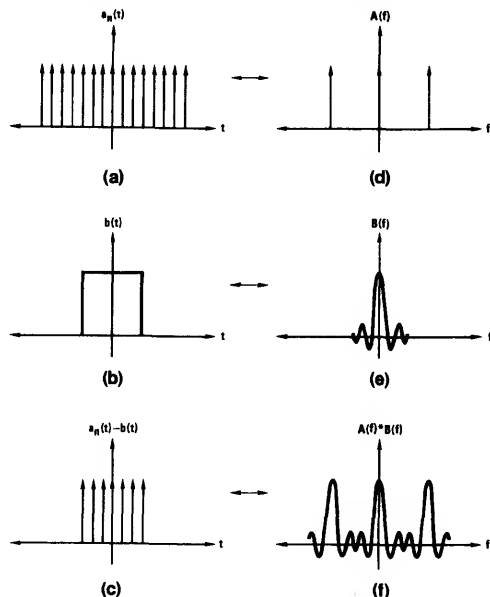 aₙ(t)
A(f)
t
f
(a)
(d)
b(t)
B(f)
t
f
(b)
(e)
aₙ(t)–b(t)
A(f)*B(f)
t
f
(c)
(f)